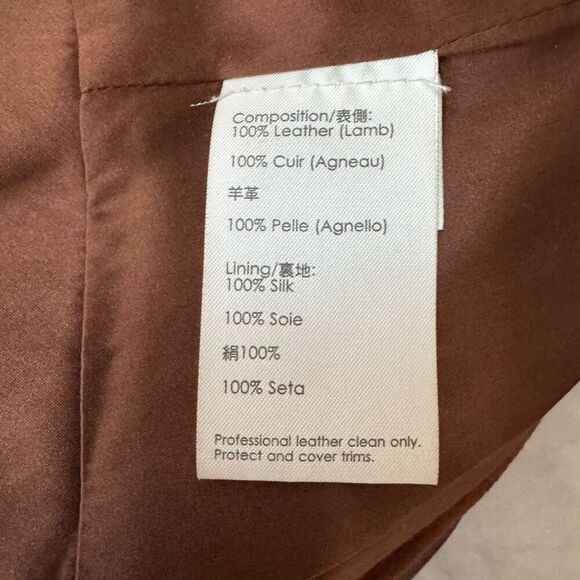 Composition/表側:
100% Leather (Lamb)
100% Cuir (Agneau)
羊革
100% Pelle (Agnello)
Lining/裏地:
100% Silk
100% Soie
絹100%
100% Seta
Professional leather clean only.
Protect and cover trims.